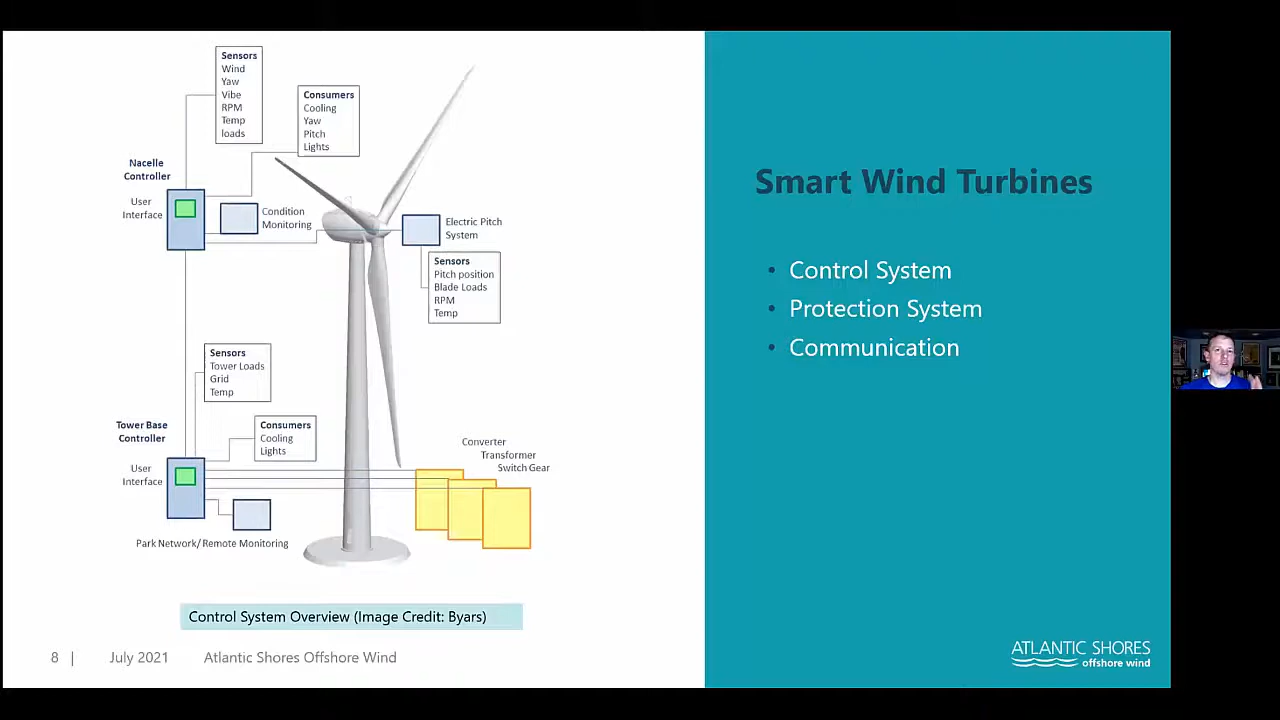 Sensors
Wind
Yaw
Vibe
RPM
Temp
loads
Consumers
Cooling
Yaw
Pitch
Lights
Nacelle
Controller
User
Interface
Condition
Monitoring
Electric Pitch
System
Sensors
Pitch position
Blade Loads
RPM
Temp
Sensors
Tower Loads
Grid
Temp
Tower Base
Controller
Consumers
Cooling
Lights
User
Interface
Converter
Transformer
Switch Gear
Park Network/ Remote Monitoring
Control System Overview (Image Credit: Byars)
8 |
July 2021
Atlantic Shores Offshore Wind
Smart Wind Turbines
• Control System
• Protection System
• Communication
ATLANTIC SHORES
offshore wind